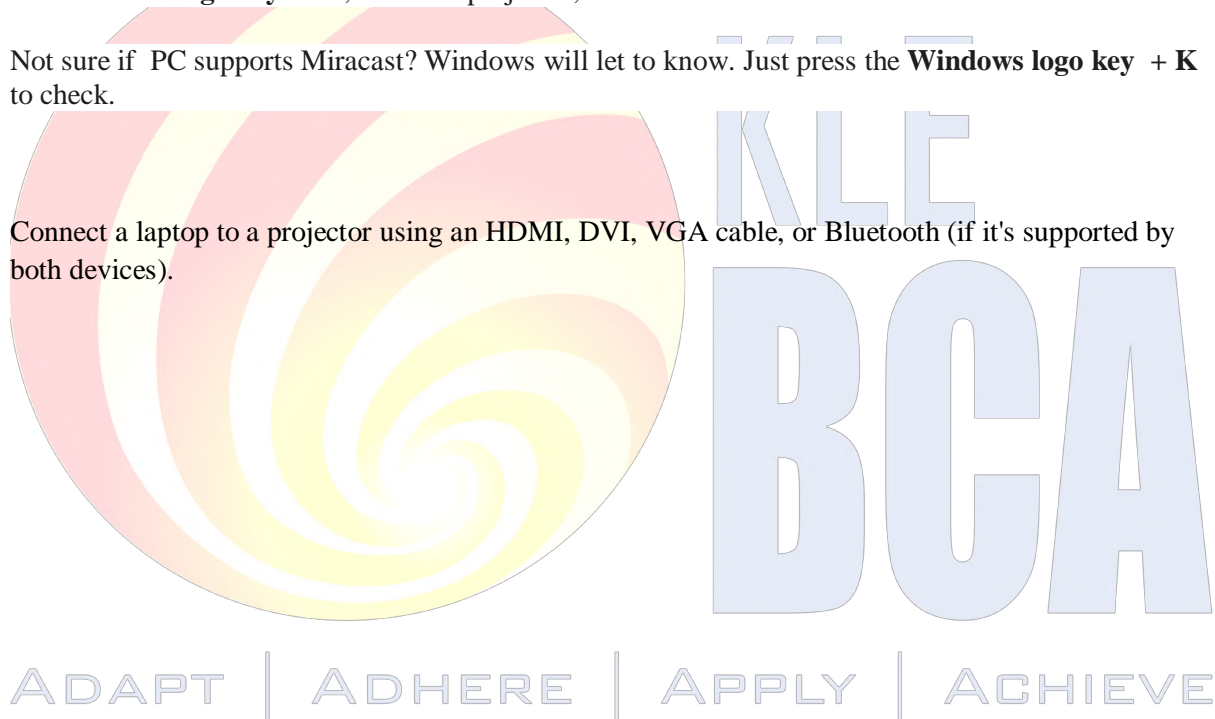 Not sure if PC supports Miracast? Windows will let to know. Just press the Windows logo key + K
to check.
KLE
Connect a laptop to a projector using an HDMI, DVI, VGA cable, or Bluetooth (if it's supported by
both devices).
BCA
ADAPT | ADHERE | APPLY | ACHIEVE